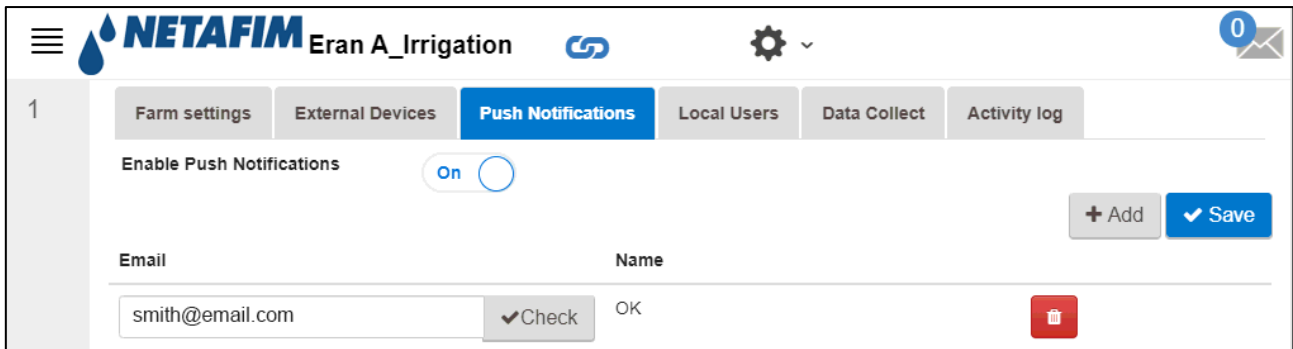 NETAFIM Eran A_Irrigation 0
1
Farm settings External Devices Push Notifications Local Users Data Collect Activity log
Enable Push Notifications On
Add Save
Email Name
smith@email.com Check OK